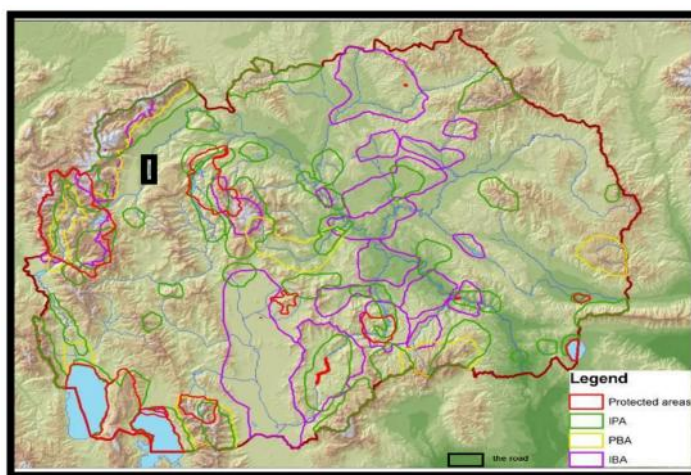 Legend
Protected areas
IPA
PBA
IBA
the road